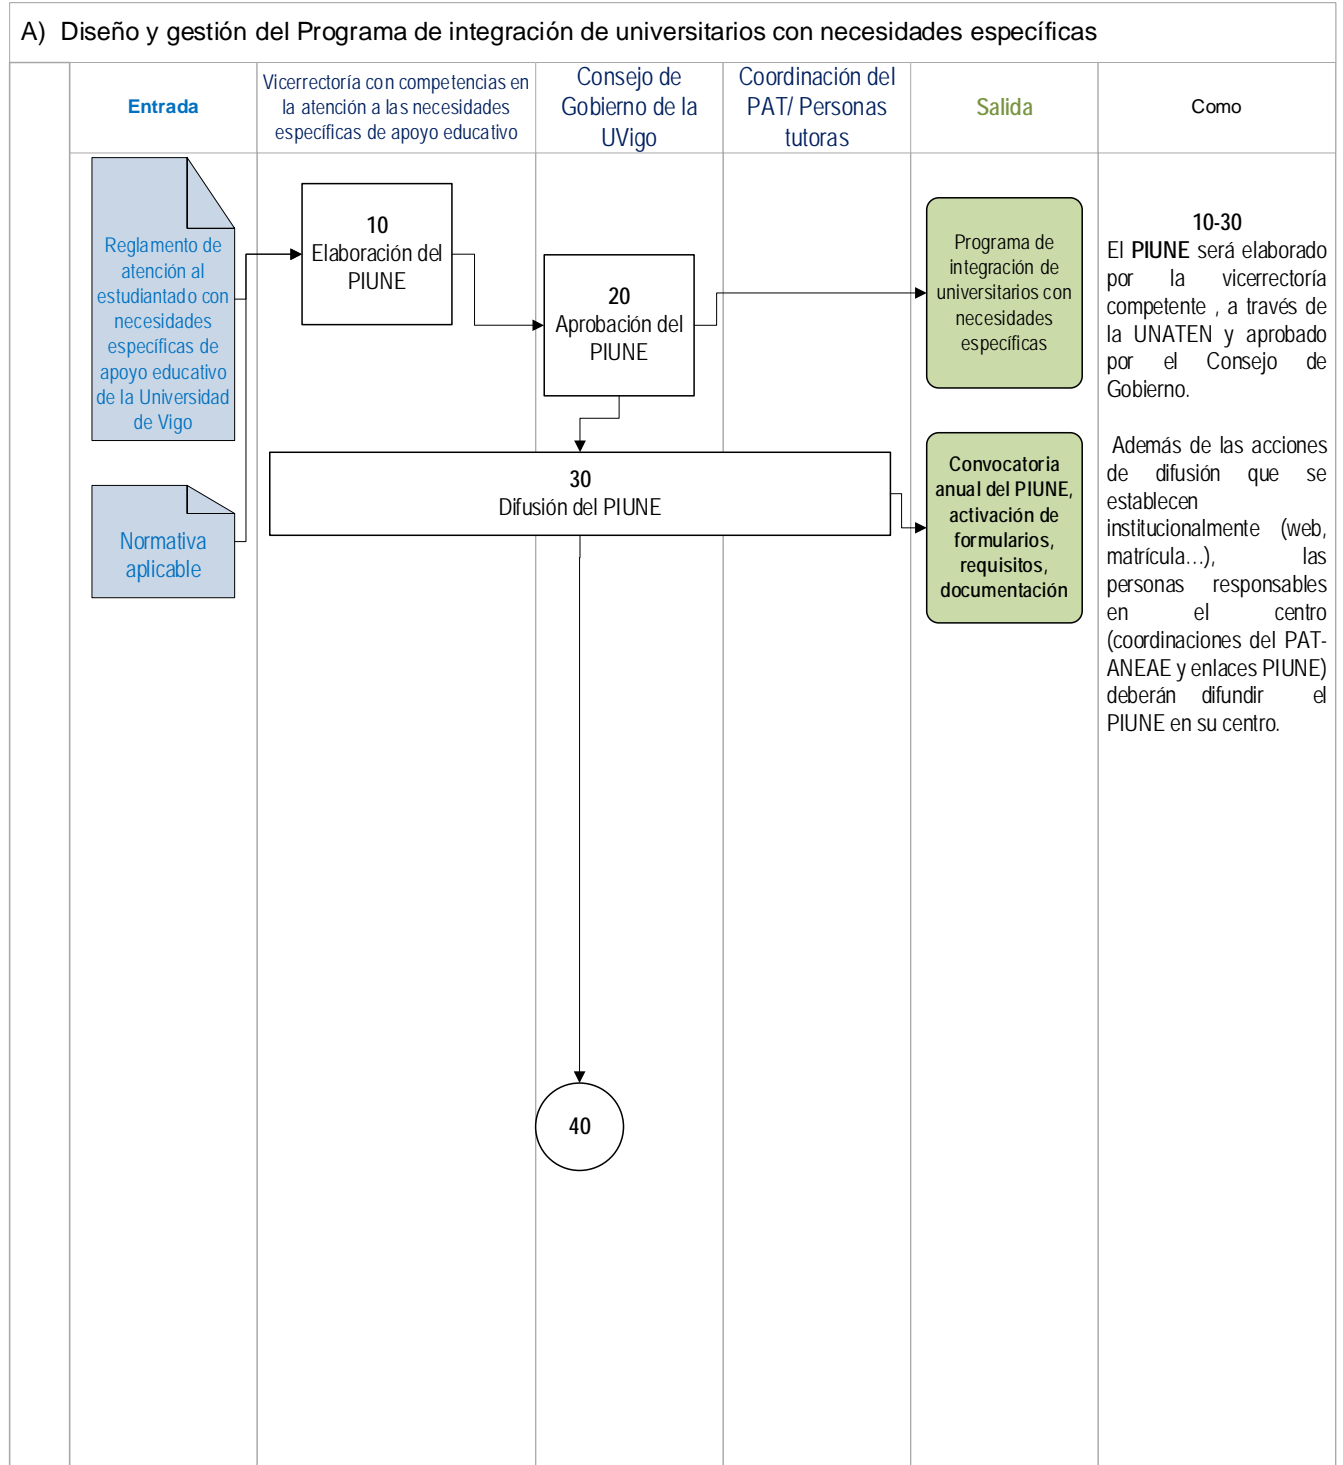 A) Diseño y gestión del Programa de integración de universitarios con necesidades específicas
Entrada
Vicerrectoría con competencias en
la atención a las necesidades
específicas de apoyo educativo
Consejo de
Gobierno de la
UVigo
Coordinación del
PAT/ Personas
tutoras
Salida
Como
Reglamento de
atención al
estudiantado con
necesidades
específicas de
apoyo educativo
de la Universidad
de Vigo
Normativa
aplicable
10
Elaboración del
PIUNE
20
Aprobación del
PIUNE
30
Difusión del PIUNE
40
Programa de
integración de
universitarios con
necesidades
específicas
Convocatoria
anual del PIUNE,
activación de
formularios,
requisitos,
documentación
10-30
El PIUNE será elaborado
por la vicerrectoría
competente , a través de
la UNATEN y aprobado
por el Consejo de
Gobierno.
Además de las acciones
de difusión que se
establecen
institucionalmente (web,
matrícula...), las
personas responsables
en el centro
(coordinaciones del PAT-
ANEAE y enlaces PIUNE)
deberán difundir el
PIUNE en su centro.